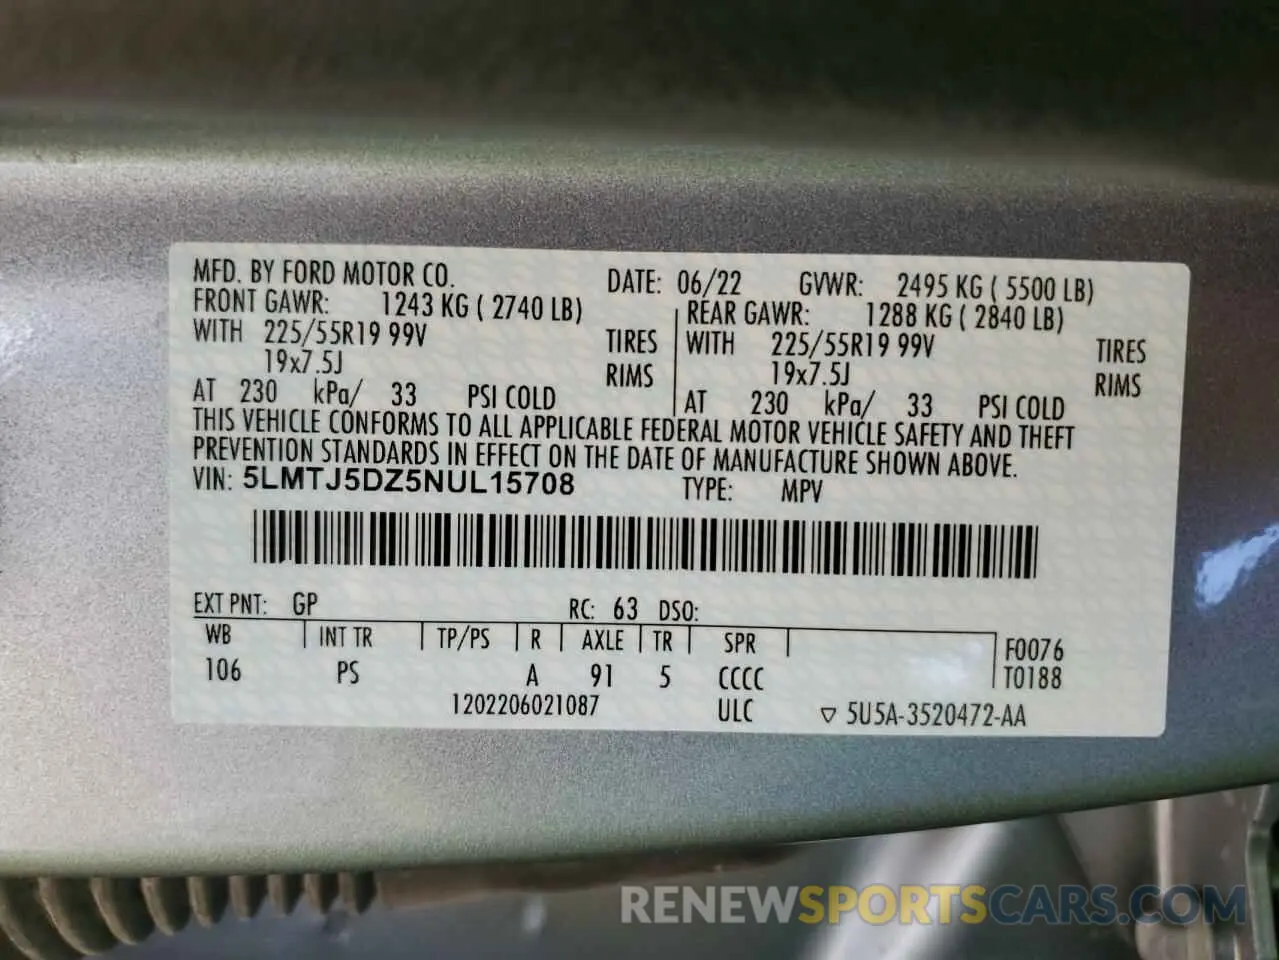 MFD. BY FORD MOTOR CO. DATE: 06/22 GVWR: 2495 KG ( 5500 LB)
FRONT GAWR: 1243 KG ( 2740 LB) REAR GAWR: 1288 KG ( 2840 LB)
WITH 225/55R19 99V TIRES WITH 225/55R19 99V TIRES
19x7.5J RIMS 19x7.5J RIMS
AT 230 kPa/ 33 PSI COLD AT 230 kPa/ 33 PSI COLD
THIS VEHICLE CONFORMS TO ALL APPLICABLE FEDERAL MOTOR VEHICLE SAFETY AND THEFT
PREVENTION STANDARDS IN EFFECT ON THE DATE OF MANUFACTURE SHOWN ABOVE.
VIN: 5LMTJ5DZ5NUL15708 TYPE: MPV
EXT PNT: GP RC: 63 DSO:
WB INT TR TP/PS R AXLE TR SPR F0076
106 PS A 91 5 CCCC T0188
1202206021087 ULC ▽ 5U5A-3520472-AA
RENEWSPORTSCARS.COM